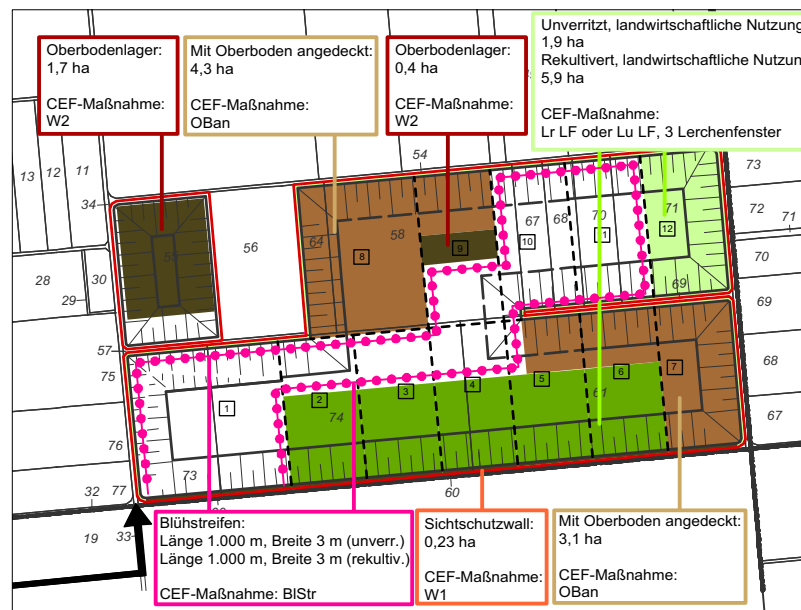 Oberbodenlager:
1,7 ha
CEF-Maßnahme:
W2
Mit Oberboden angedeckt:
4,3 ha
CEF-Maßnahme:
OBan
Oberbodenlager:
0,4 ha
CEF-Maßnahme:
W2
Unverritzt, landwirtschaftliche Nutzung
1,9 ha
Rekultivert, landwirtschaftliche Nutzung
5,9 ha
CEF-Maßnahme:
Lr LF oder Lu LF, 3 Lerchenfenster
13
12
11
34
54
73
72
71
70
28
29
30
56
64
58
8
9
67
68
70
10
71
12
69
69
57
75
76
77
32
19
33
1
73
2
74
3
4
5
6
61
7
68
67
60
Blühstreifen:
Länge 1.000 m, Breite 3 m (unverr.)
Länge 1.000 m, Breite 3 m (rekultiv.)
CEF-Maßnahme: BlStr
Sichtschutzwall:
0,23 ha
CEF-Maßnahme:
W1
Mit Oberboden angedeckt:
3,1 ha
CEF-Maßnahme:
OBan